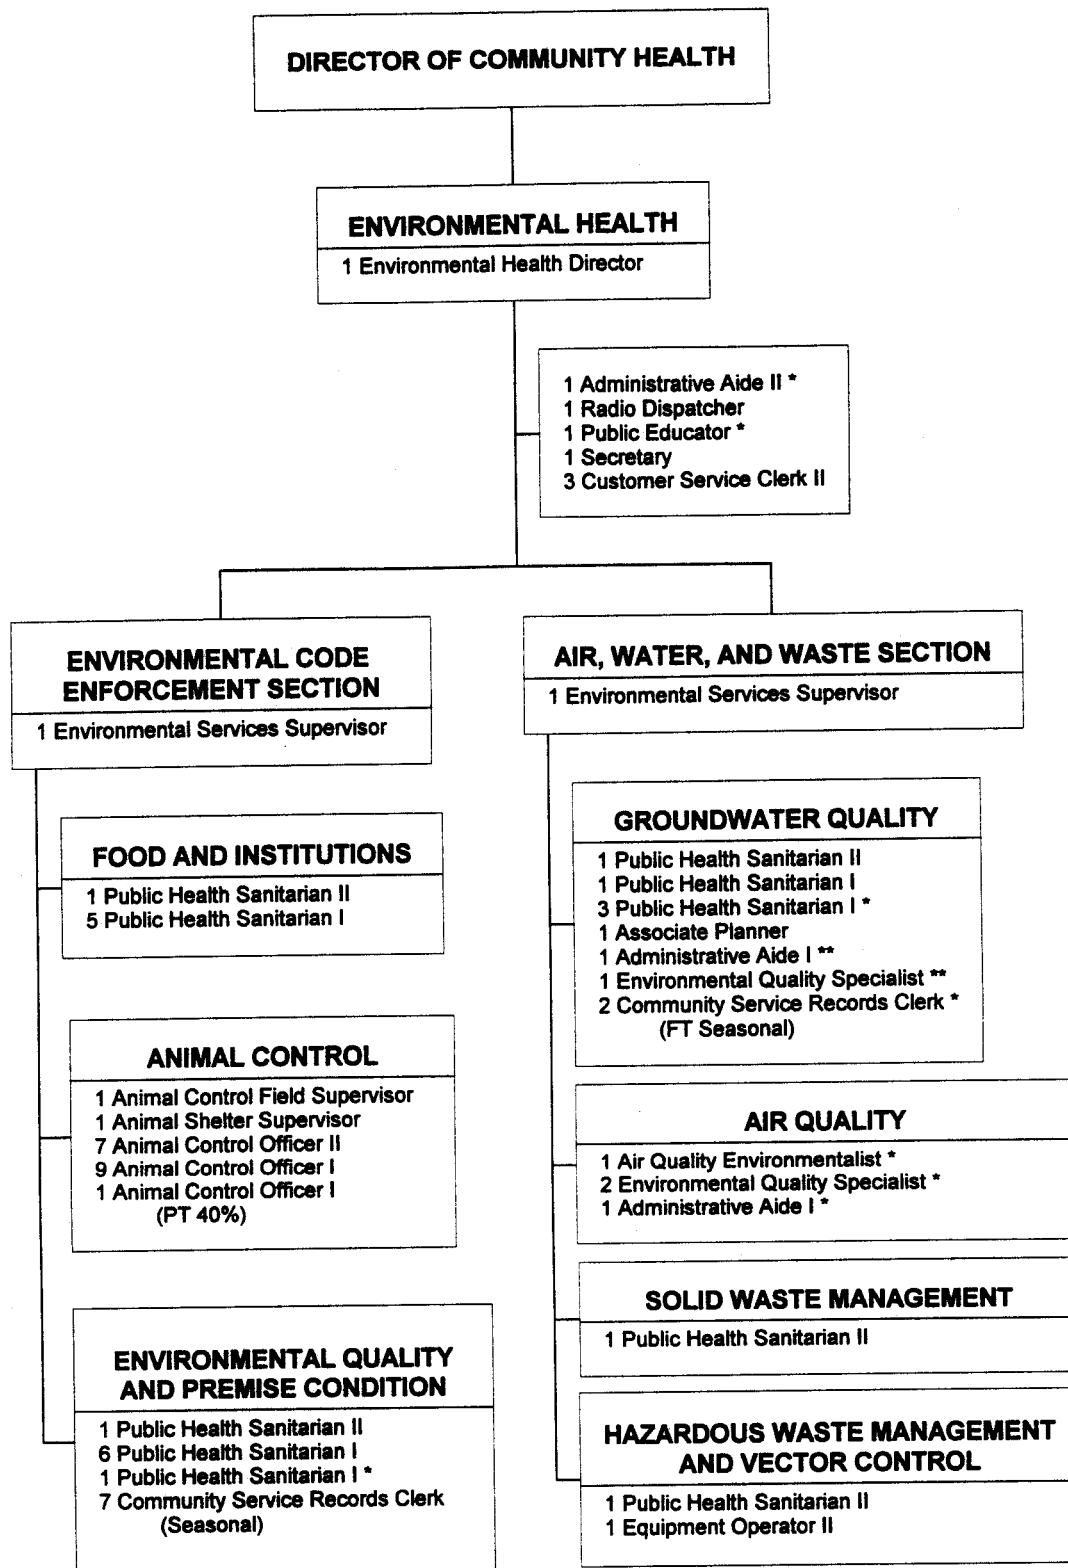 DIRECTOR OF COMMUNITY HEALTH
ENVIRONMENTAL HEALTH
1 Environmental Health Director
1 Administrative Aide II *
1 Radio Dispatcher
1 Public Educator *
1 Secretary
3 Customer Service Clerk II
ENVIRONMENTAL CODE
ENFORCEMENT SECTION
1 Environmental Services Supervisor
FOOD AND INSTITUTIONS
1 Public Health Sanitarian II
5 Public Health Sanitarian I
ANIMAL CONTROL
1 Animal Control Field Supervisor
1 Animal Shelter Supervisor
7 Animal Control Officer II
9 Animal Control Officer I
1 Animal Control Officer I
(PT 40%)
ENVIRONMENTAL QUALITY
AND PREMISE CONDITION
1 Public Health Sanitarian II
6 Public Health Sanitarian I
1 Public Health Sanitarian I *
7 Community Service Records Clerk
(Seasonal)
AIR, WATER, AND WASTE SECTION
1 Environmental Services Supervisor
GROUNDWATER QUALITY
1 Public Health Sanitarian II
1 Public Health Sanitarian I
3 Public Health Sanitarian I *
1 Associate Planner
1 Administrative Aide I **
1 Environmental Quality Specialist **
2 Community Service Records Clerk *
(FT Seasonal)
AIR QUALITY
1 Air Quality Environmentalist *
2 Environmental Quality Specialist *
1 Administrative Aide I *
SOLID WASTE MANAGEMENT
1 Public Health Sanitarian II
HAZARDOUS WASTE MANAGEMENT
AND VECTOR CONTROL
1 Public Health Sanitarian II
1 Equipment Operator II